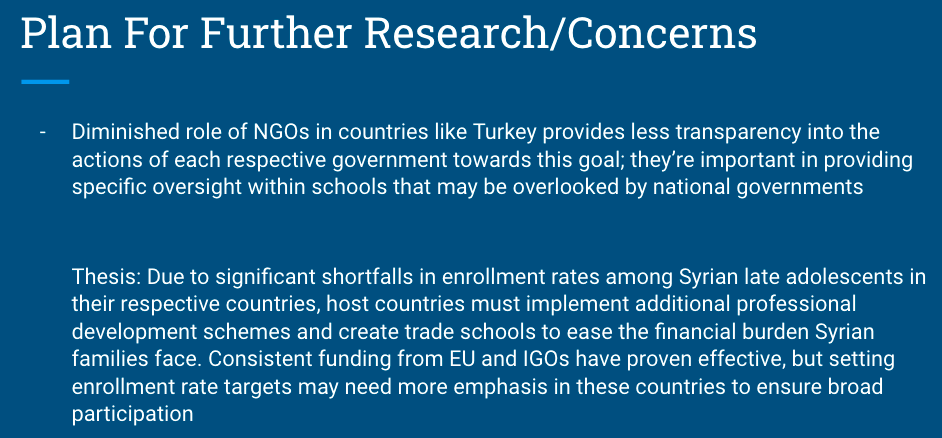 Plan For Further Research/Concerns
- Diminished role of NGOs in countries like Turkey provides less transparency into the
actions of each respective government towards this goal; they’re important in providing
specific oversight within schools that may be overlooked by national governments
Thesis: Due to significant shortfalls in enrollment rates among Syrian late adolescents in
their respective countries, host countries must implement additional professional
development schemes and create trade schools to ease the financial burden Syrian
families face. Consistent funding from EU and IGOs have proven effective, but setting
enrollment rate targets may need more emphasis in these countries to ensure broad
participation